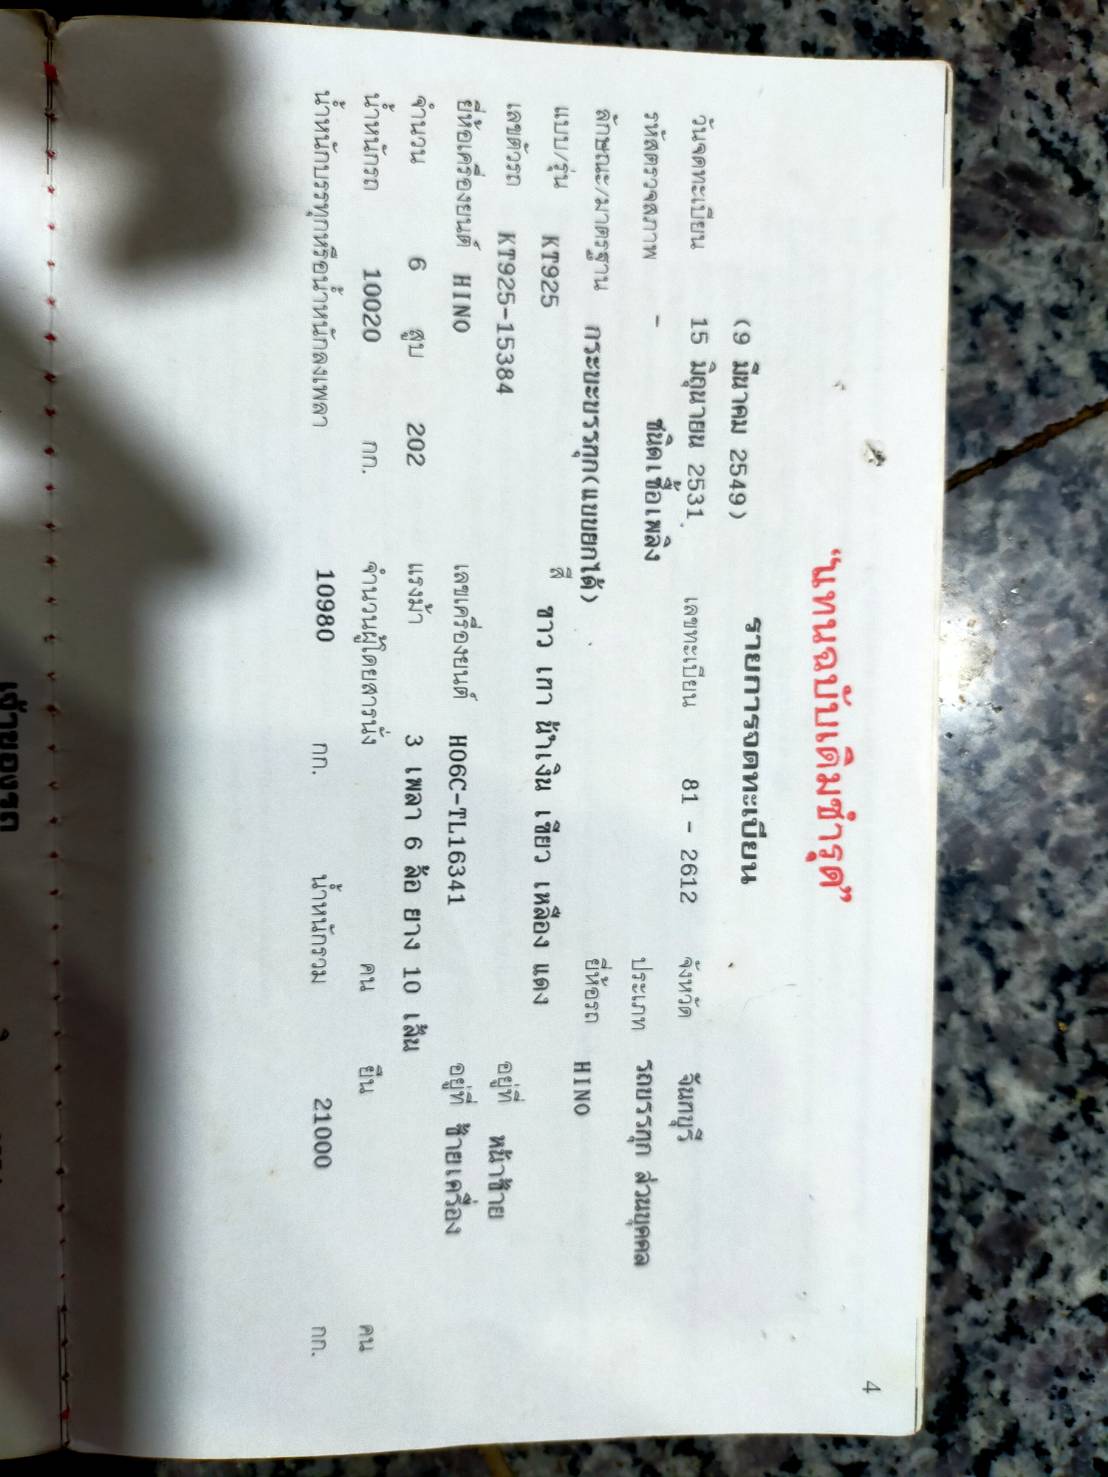 4
"แทนฉบับเดิมชำรุด"
รายการจดทะเบียน
(9 มีนาคม 2549)
วันจดทะเบียน 15 มิถุนายน 2531 เลขทะเบียน 81 - 2612 จังหวัด จันทบุรี
รหัสตรวจสภาพ - ชนิดเชื้อเพลิง ประเภท รถบรรทุก ส่วนบุคคล
ลักษณะ/มาตรฐาน กระบะบรรทุก(แบบยกได้) ยี่ห้อรถ HINO
แบบ/รุ่น KT925 สี ขาว เทา น้ำเงิน เขียว เหลือง แดง
เลขตัวรถ KT925-15384 อยู่ที่ หน้าซ้าย
ยี่ห้อเครื่องยนต์ HINO เลขเครื่องยนต์ H06C-TL16341 อยู่ที่ ซ้ายเครื่อง
จำนวน 6 สูบ 202 แรงม้า 3 เพลา 6 ล้อ ยาง 10 เส้น
น้ำหนักรถ 10020 กก. จำนวนผู้โดยสารนั่ง คน ยืน คน
น้ำหนักบรรทุกหรือน้ำหนักลงเพลา 10980 กก. น้ำหนักรวม 21000 กก.
เจ้าของรถ